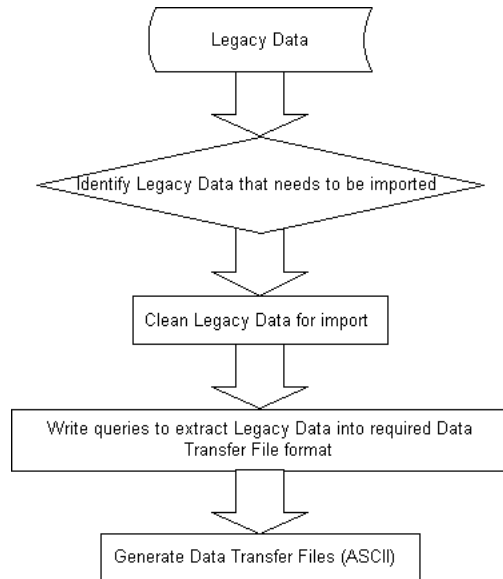 Legacy Data
Identify Legacy Data that needs to be imported
Clean Legacy Data for import
Write queries to extract Legacy Data into required Data
Transfer File format
Generate Data Transfer Files (ASCII)